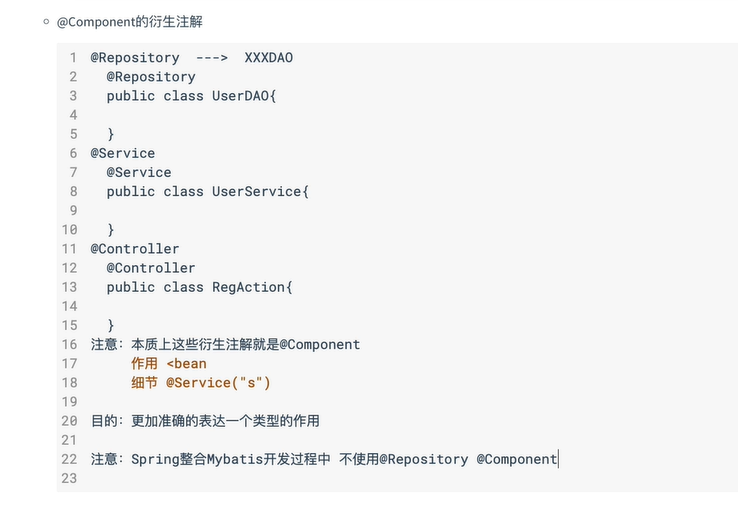 @Component的衍生注解
1 @Repository ---> XXXDAO
2 @Repository
3 public class UserDAO{
4
5 }
6 @Service
7 @Service
8 public class UserService{
9
10 }
11 @Controller
12 @Controller
13 public class RegAction{
14
15 }
16 注意：本质上这些衍生注解就是@Component
17 作用 <bean
18 细节 @Service("s")
19
20 目的：更加准确的表达一个类型的作用
21
22 注意：Spring整合Mybatis开发过程中 不使用@Repository @Component
23